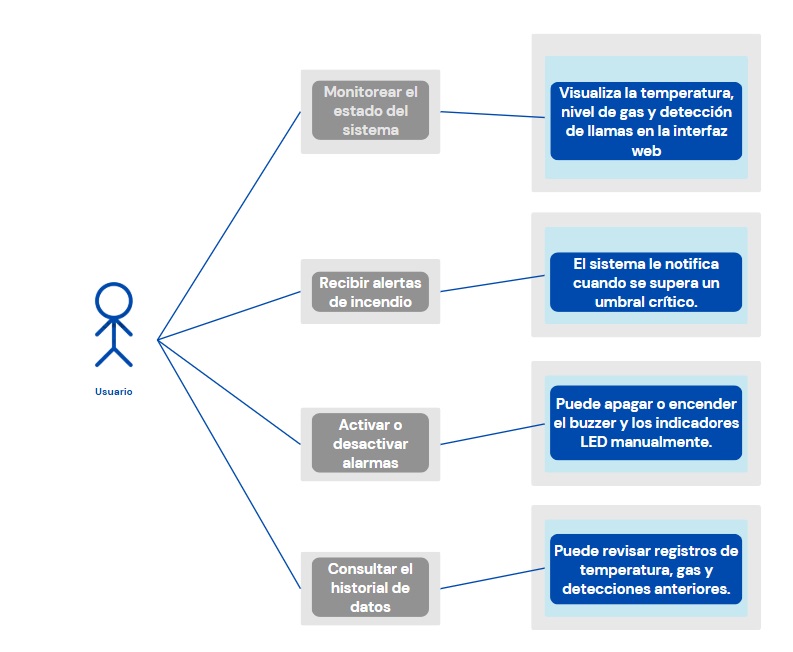 Monitorear el
estado del
sistema
Visualiza la temperatura,
nivel de gas y detección
de llamas en la interfaz
web
Recibir alertas
de incendio
El sistema le notifica
cuando se supera un
umbral crítico.
Usuario
Activar o
desactivar
alarmas
Puede apagar o encender
el buzzer y los indicadores
LED manualmente.
Consultar el
historial de
datos
Puede revisar registros de
temperatura, gas y
detecciones anteriores.